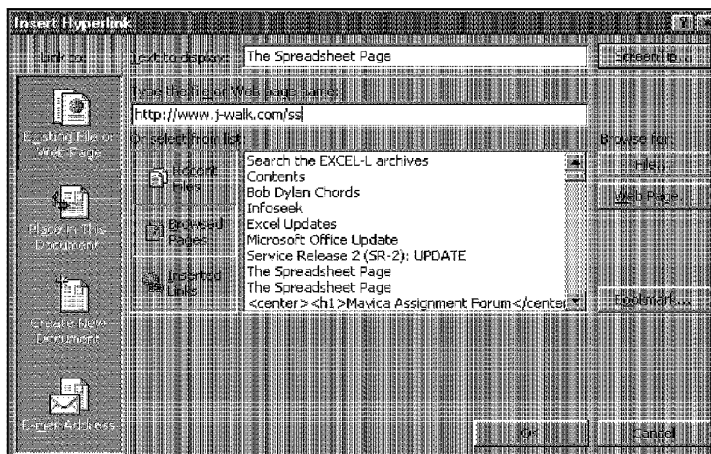 Insert Hyperlink
Link to:
Text to display: The Spreadsheet Page
ScreenTip...
Type the file or Web page name:
http://www.j-walk.com/ss
Or select from list:
Browse for:
Existing File or
Web Page
Place in This
Document
Create New
Document
E-mail Address
Recent
Files
Browsed
Pages
Inserted
Links
Search the EXCEL-L archives
Contents
Bob Dylan Chords
Infoseek
Excel Updates
Microsoft Office Update
Service Release 2 (SR-2): UPDATE
The Spreadsheet Page
The Spreadsheet Page
<center><h1>Mavica Assignment Forum</center
File...
Web Page...
Bookmark...
OK
Cancel